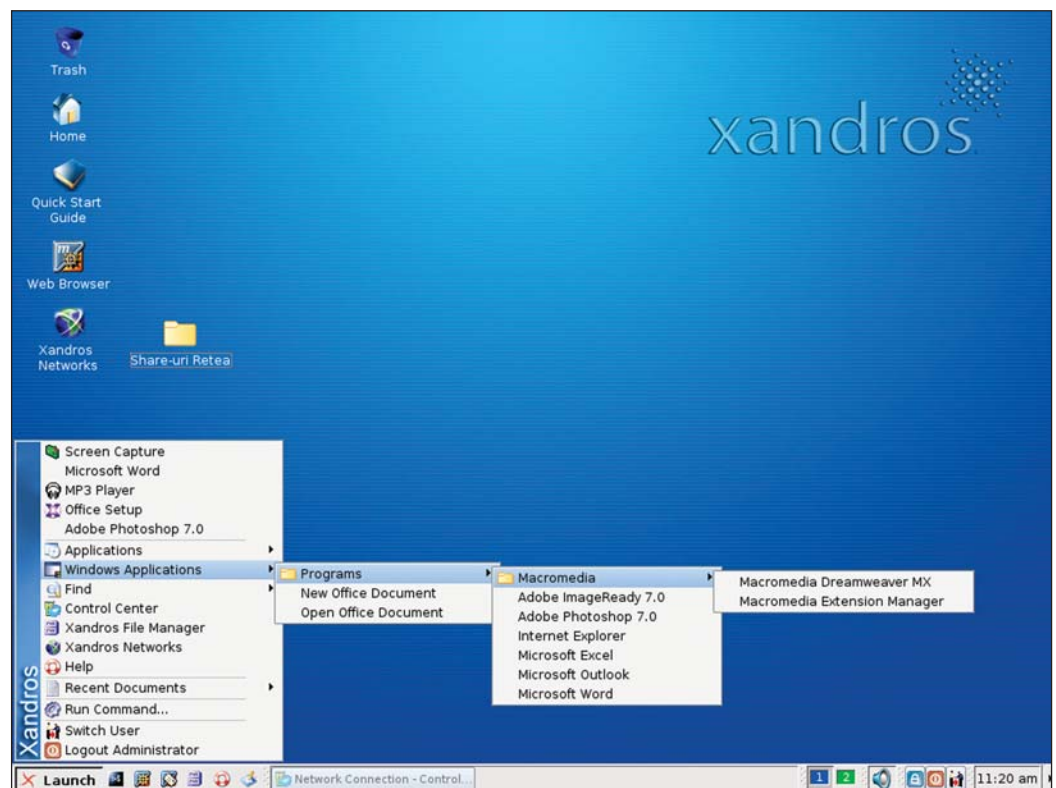 Trash
Home
Quick Start
Guide
Web Browser
Xandros
Networks
Share-uri Retea
xandros
Screen Capture
Microsoft Word
MP3 Player
Office Setup
Adobe Photoshop 7.0
Applications
Windows Applications
Find
Control Center
Xandros File Manager
Xandros Networks
Help
Recent Documents
Run Command...
Switch User
Logout Administrator
Xandros
Programs
New Office Document
Open Office Document
Macromedia
Adobe ImageReady 7.0
Adobe Photoshop 7.0
Internet Explorer
Microsoft Excel
Microsoft Outlook
Microsoft Word
Macromedia Dreamweaver MX
Macromedia Extension Manager
Launch
Network Connection - Control...
1 2
11:20 am